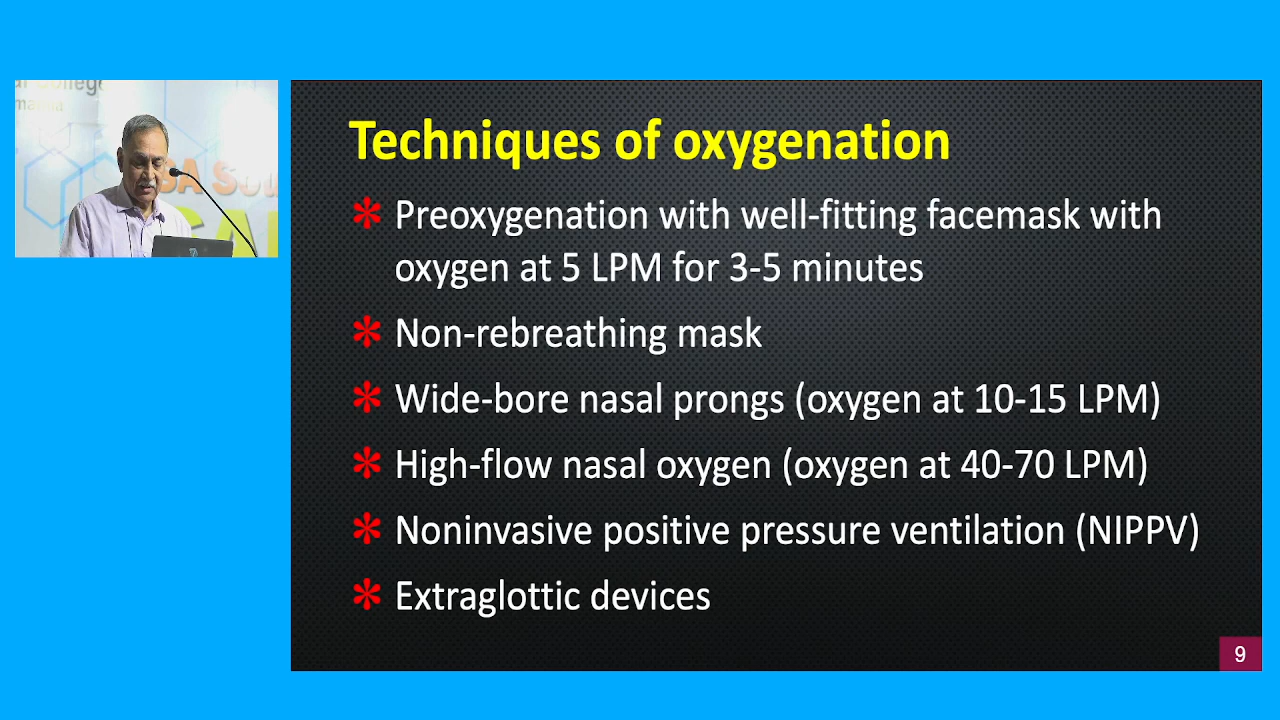 Techniques of oxygenation
Preoxygenation with well-fitting facemask with
oxygen at 5 LPM for 3-5 minutes
Non-rebreathing mask
Wide-bore nasal prongs (oxygen at 10-15 LPM)
High-flow nasal oxygen (oxygen at 40-70 LPM)
Noninvasive positive pressure ventilation (NIPPV)
Extraglottic devices
9